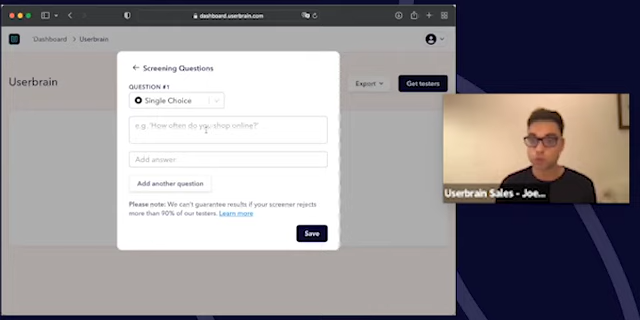 dashboard.userbrain.com
Dashboard > Userbrain
Userbrain
Export
Get testers
← Screening Questions
QUESTION #1
Single Choice
e.g. "How often do you shop online?"
Add answer
Add another question
Please note: We can't guarantee results if your screener rejects
more than 90% of our testers. Learn more
Save
Userbrain Sales - Joe...